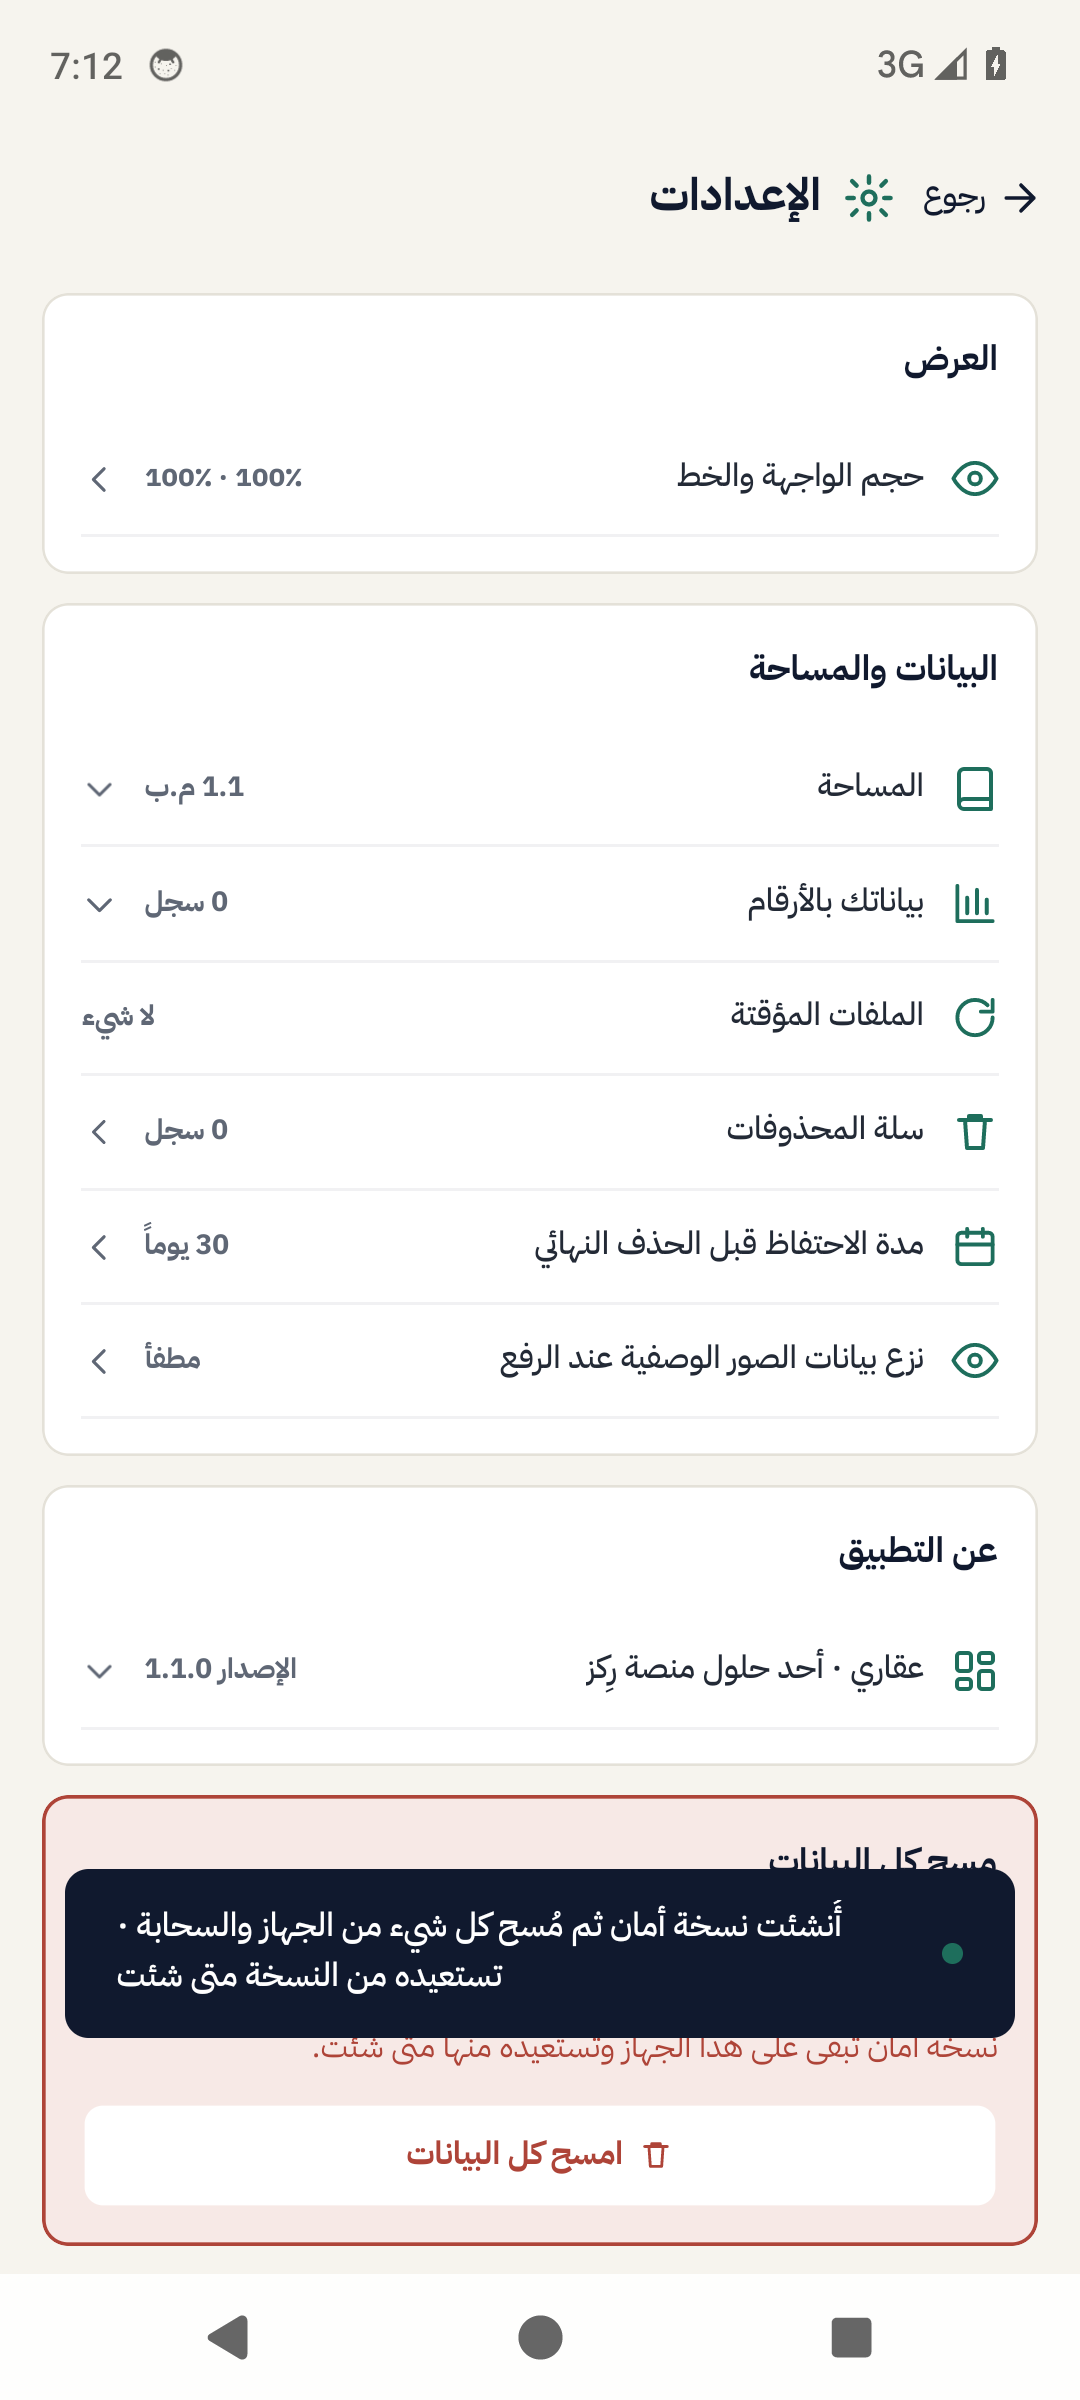 7:12
3G
رجوع
الإعدادات
العرض
حجم الواجهة والخط
100٪ · 100٪
البيانات والمساحة
المساحة
1.1 م.ب
بياناتك بالأرقام
0 سجل
الملفات المؤقتة
لا شيء
سلة المحذوفات
0 سجل
مدة الاحتفاظ قبل الحذف النهائي
30 يوماً
نزع بيانات الصور الوصفية عند الرفع
مطفأ
عن التطبيق
عقاري · أحد حلول منصة رِكز
الإصدار 1.1.0
مسح كل البيانات
أُنشئت نسخة أمان ثم مُسح كل شيء من الجهاز والسحابة ·
تستعيده من النسخة متى شئت
نسخة أمان تبقى على هذا الجهاز وتستعيده منها متى شئت.
امسح كل البيانات